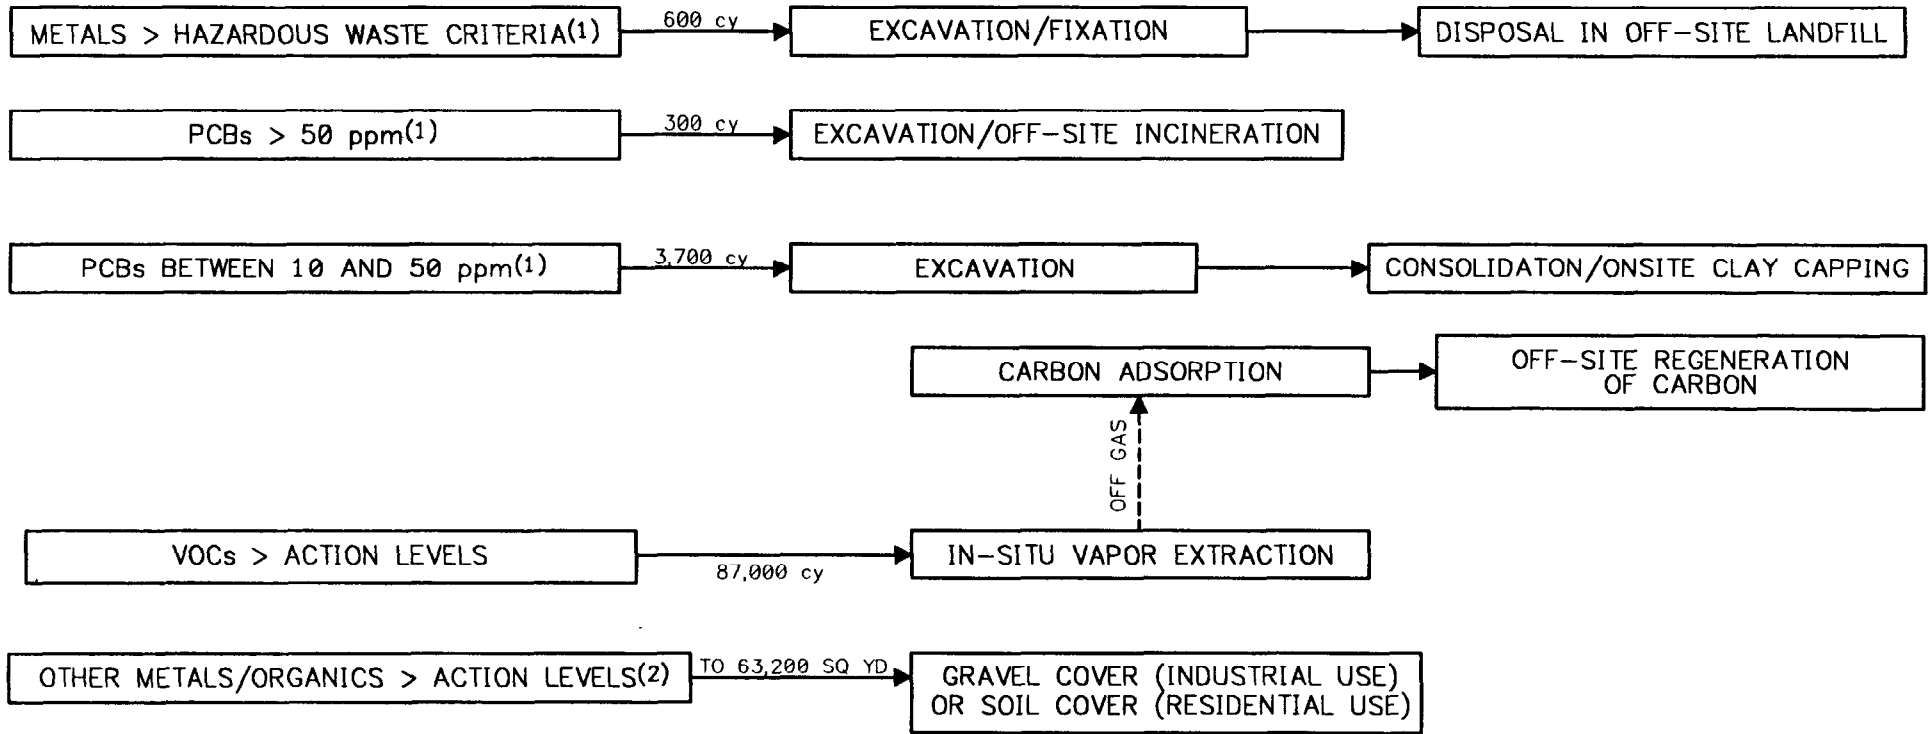 METALS > HAZARDOUS WASTE CRITERIA(1)
600 cy
EXCAVATION/FIXATION
DISPOSAL IN OFF-SITE LANDFILL
PCBs > 50 ppm(1)
300 cy
EXCAVATION/OFF-SITE INCINERATION
PCBs BETWEEN 10 AND 50 ppm(1)
3,700 cy
EXCAVATION
CONSOLIDATON/ONSITE CLAY CAPPING
CARBON ADSORPTION
OFF-SITE REGENERATION
OF CARBON
OFF GAS
VOCs > ACTION LEVELS
87,000 cy
IN-SITU VAPOR EXTRACTION
OTHER METALS/ORGANICS > ACTION LEVELS(2)
TO 63,200 SQ YD
GRAVEL COVER (INDUSTRIAL USE)
OR SOIL COVER (RESIDENTIAL USE)